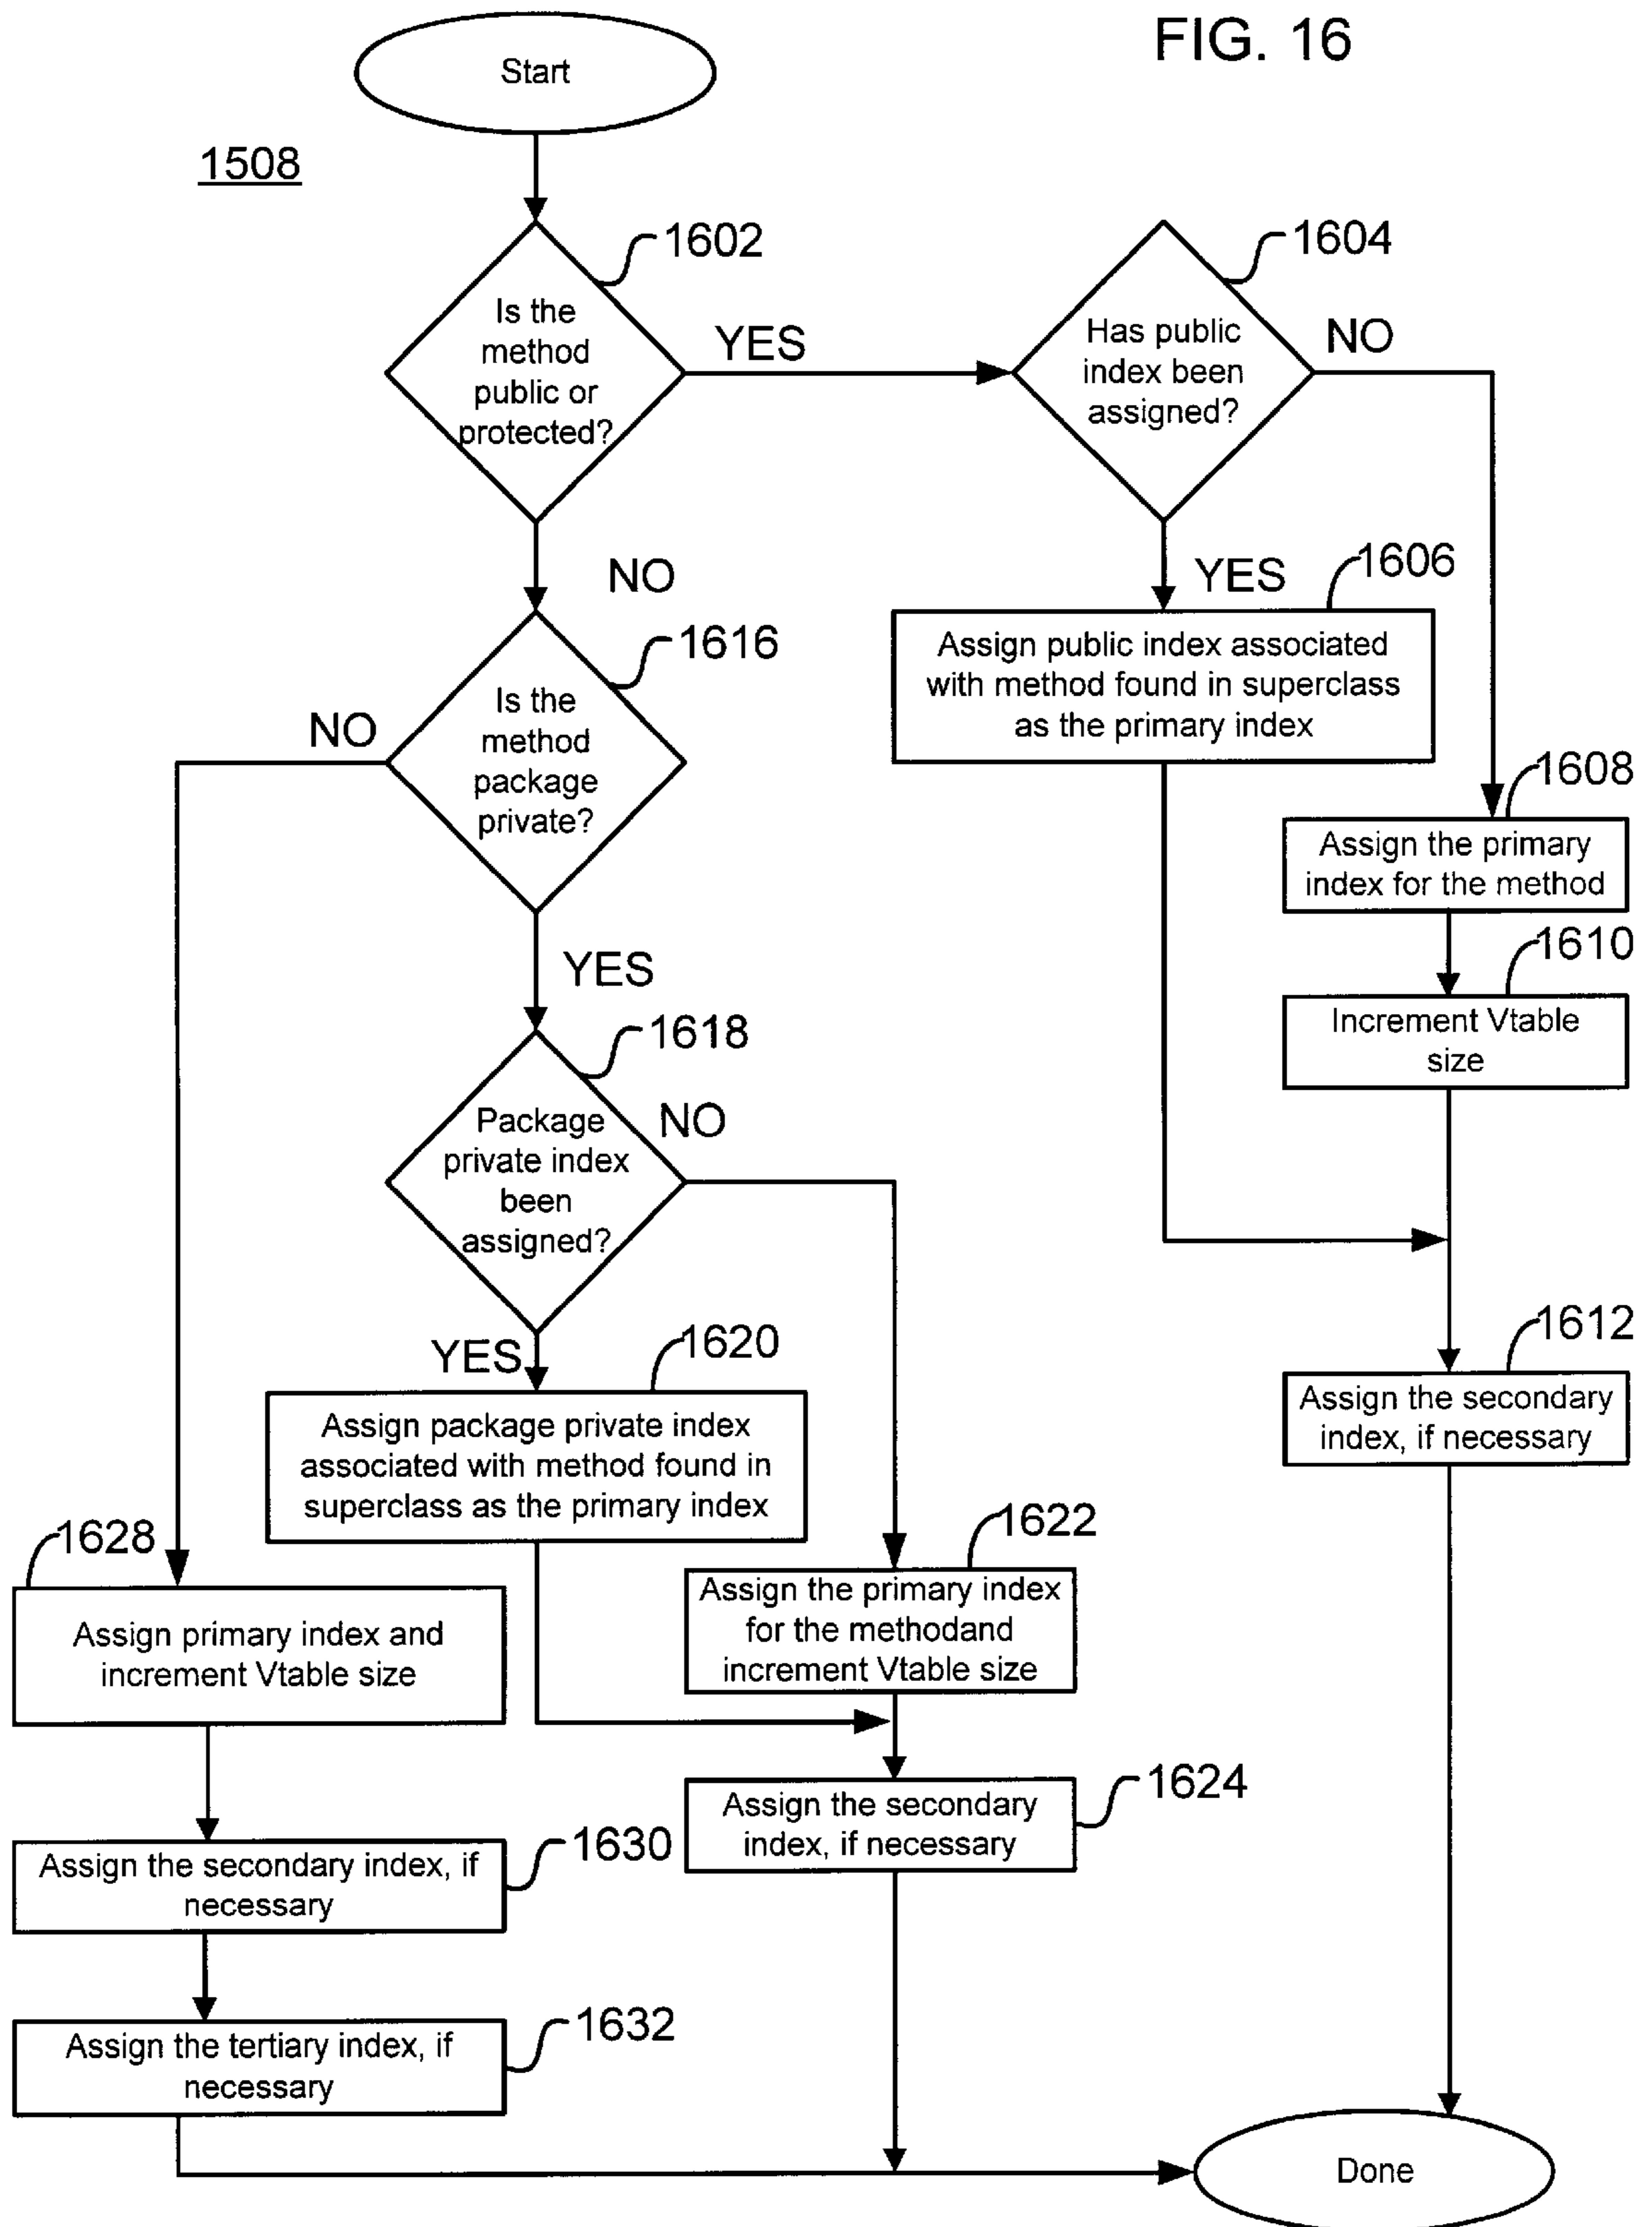 FIG. 16
Start
1508
1602
Is the
method
public or
protected?
YES
1604
Has public
index been
assigned?
NO
NO
YES
1606
Assign public index associated
with method found in superclass
as the primary index
1616
Is the
method
package
private?
NO
1608
Assign the primary
index for the method
1610
Increment Vtable
size
YES
1618
Package
private index
been
assigned?
NO
YES
1620
Assign package private index
associated with method found in
superclass as the primary index
1612
Assign the secondary
index, if necessary
1628
Assign primary index and
increment Vtable size
1622
Assign the primary index
for the methodand
increment Vtable size
1624
Assign the secondary
index, if necessary
1630
Assign the secondary index, if
necessary
1632
Assign the tertiary index, if
necessary
Done